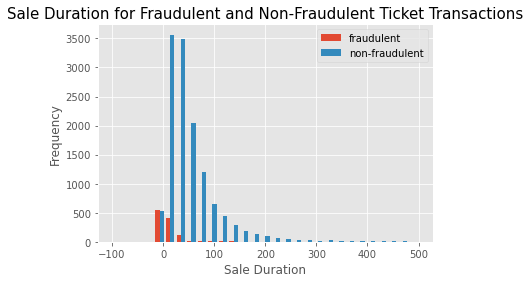 Sale Duration for Fraudulent and Non-Fraudulent Ticket Transactions
fraudulent
non-fraudulent
3500
3000
2500
2000
1500
1000
500
0
Frequency
−100 0 100 200 300 400 500
Sale Duration